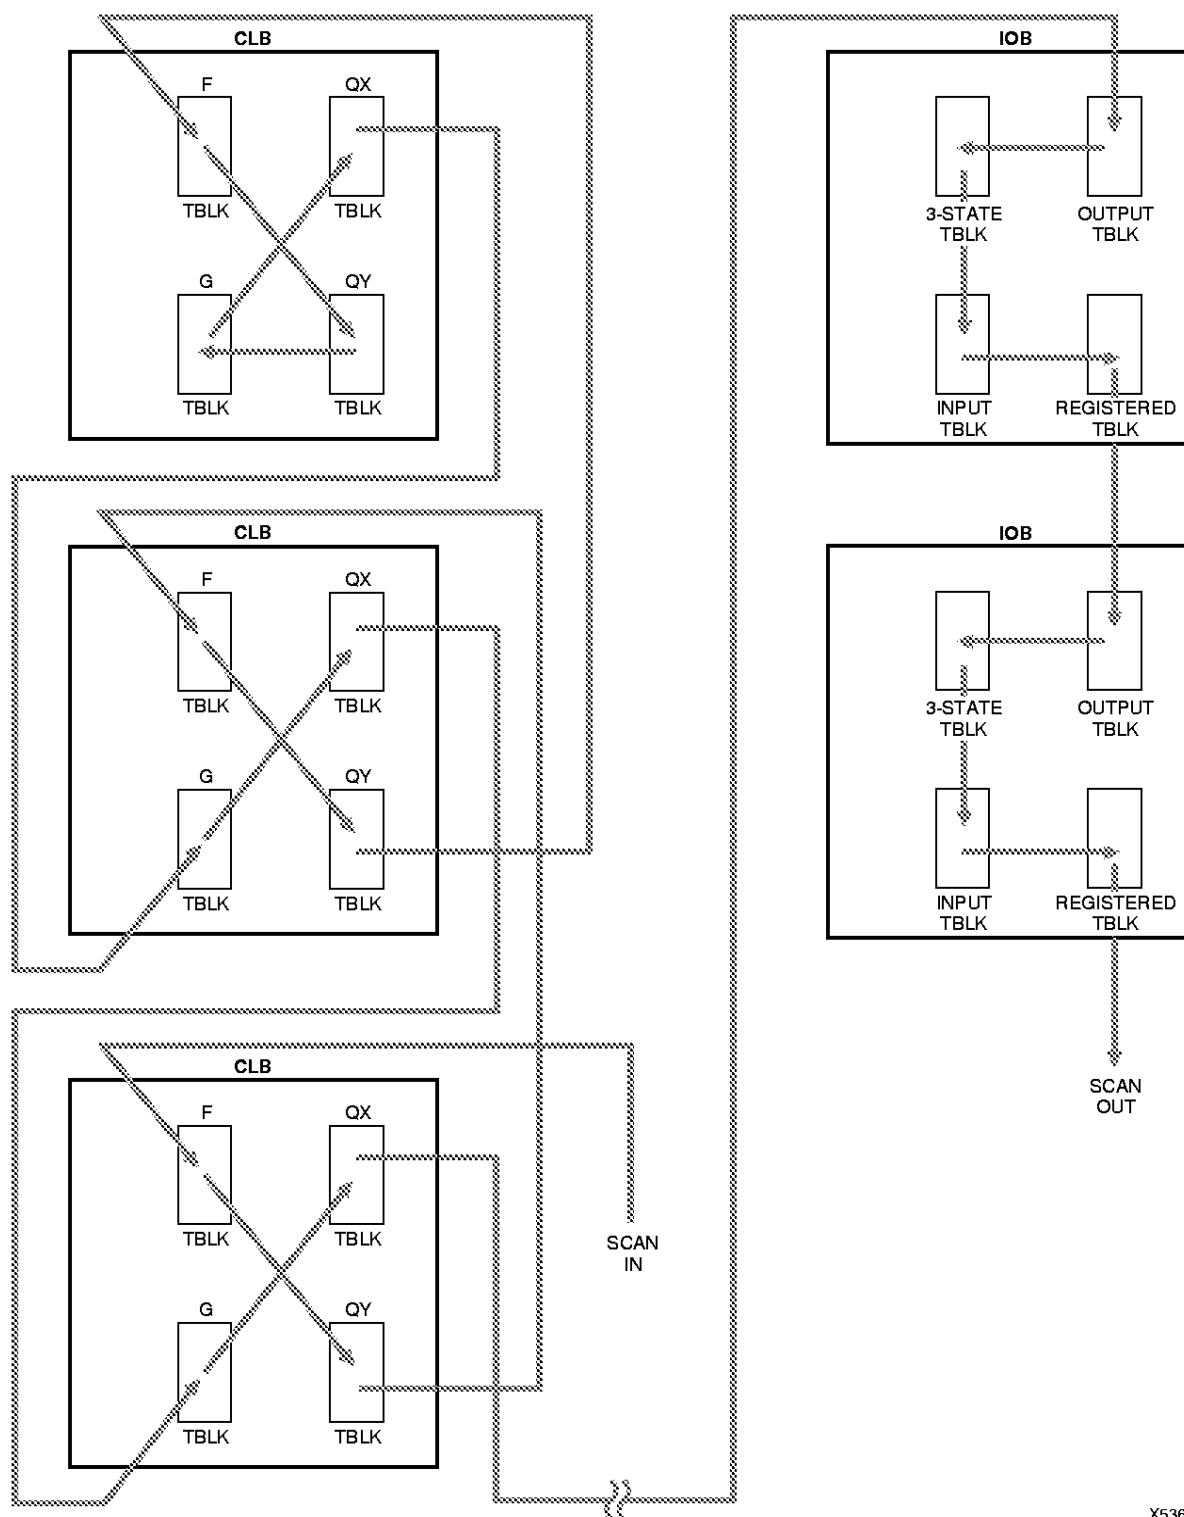 CLB
F
QX
TBLK
TBLK
G
QY
TBLK
TBLK
CLB
F
QX
TBLK
TBLK
G
QY
TBLK
TBLK
CLB
F
QX
TBLK
TBLK
G
QY
TBLK
TBLK
SCAN
IN
IOB
3-STATE
TBLK
OUTPUT
TBLK
INPUT
TBLK
REGISTERED
TBLK
IOB
3-STATE
TBLK
OUTPUT
TBLK
INPUT
TBLK
REGISTERED
TBLK
SCAN
OUT
X536